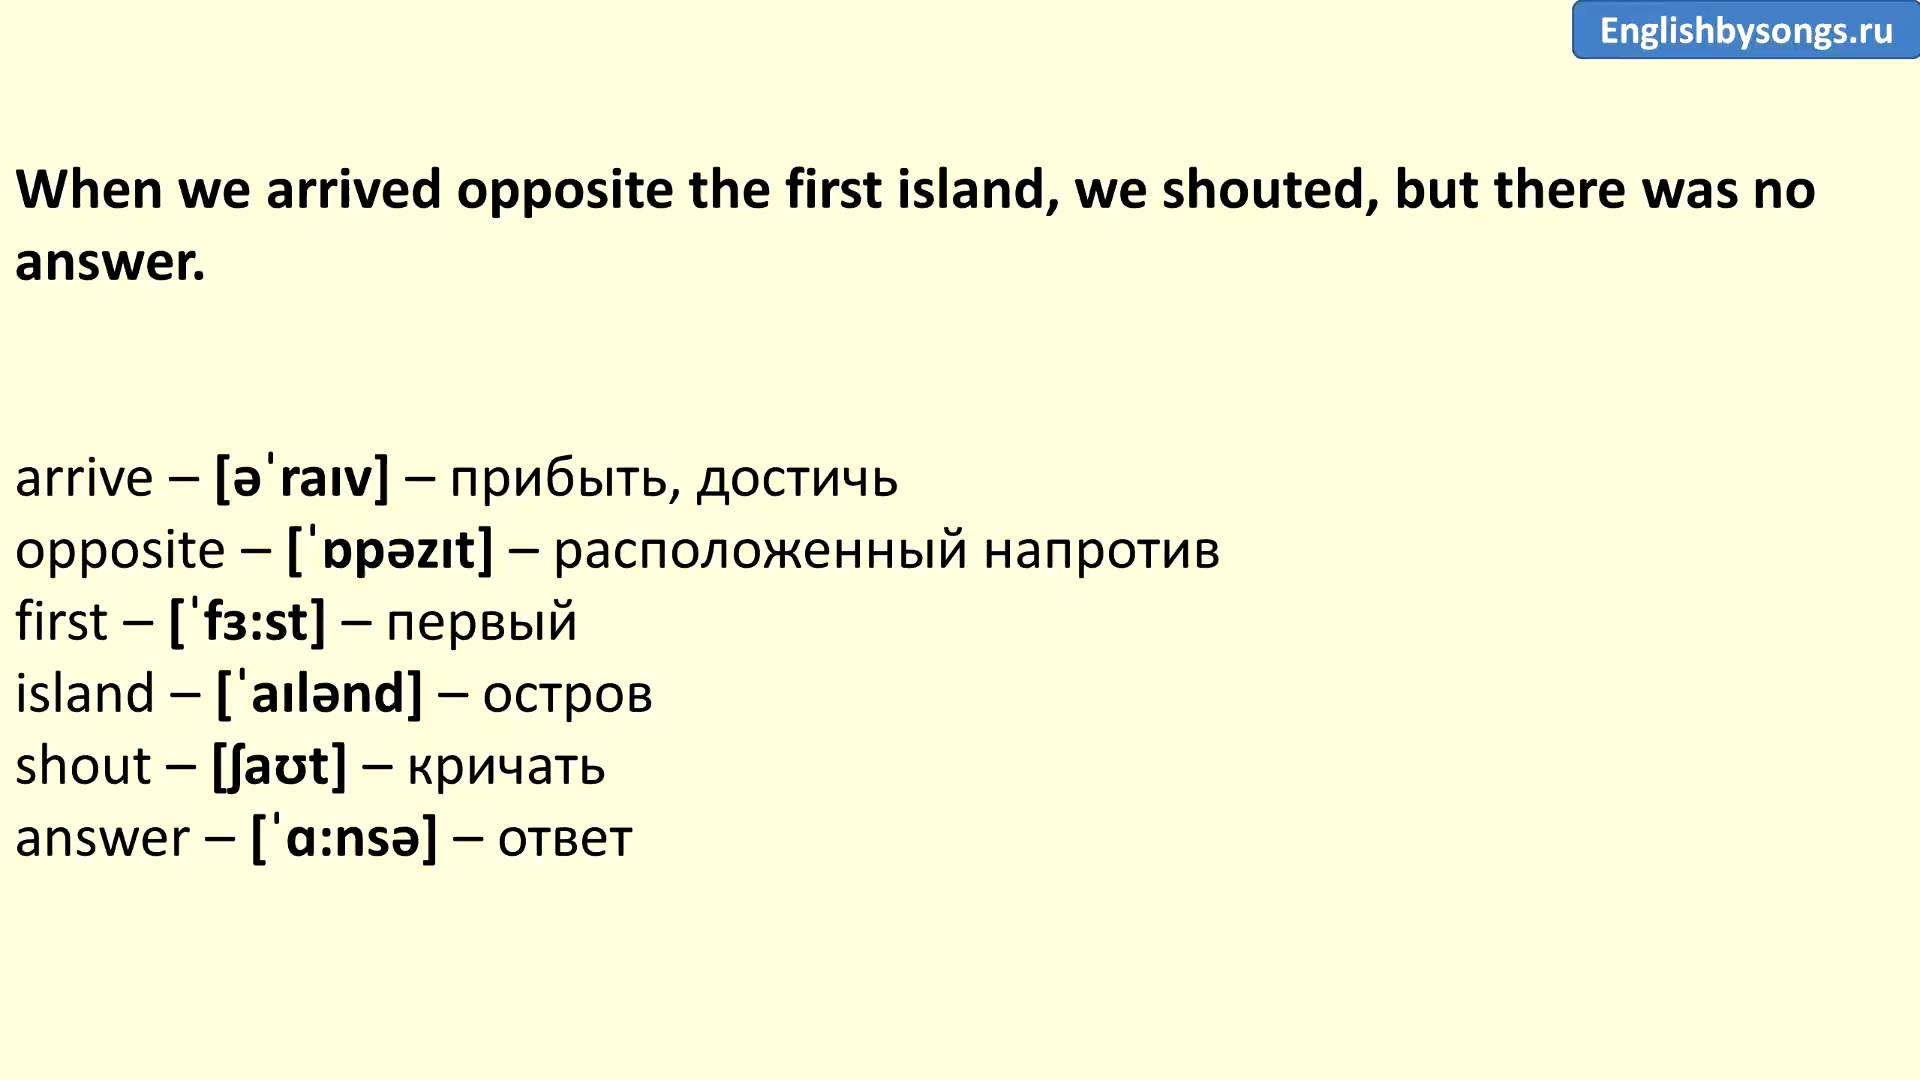 Englishbysongs.ru
When we arrived opposite the first island, we shouted, but there was no
answer.
arrive – [əˈraɪv] – прибыть, достичь
opposite – [ˈɒpəzɪt] – расположенный напротив
first – [ˈfɜ:st] – первый
island – [ˈaɪlənd] – остров
shout – [ʃaʊt] – кричать
answer – [ˈɑ:nsə] – ответ